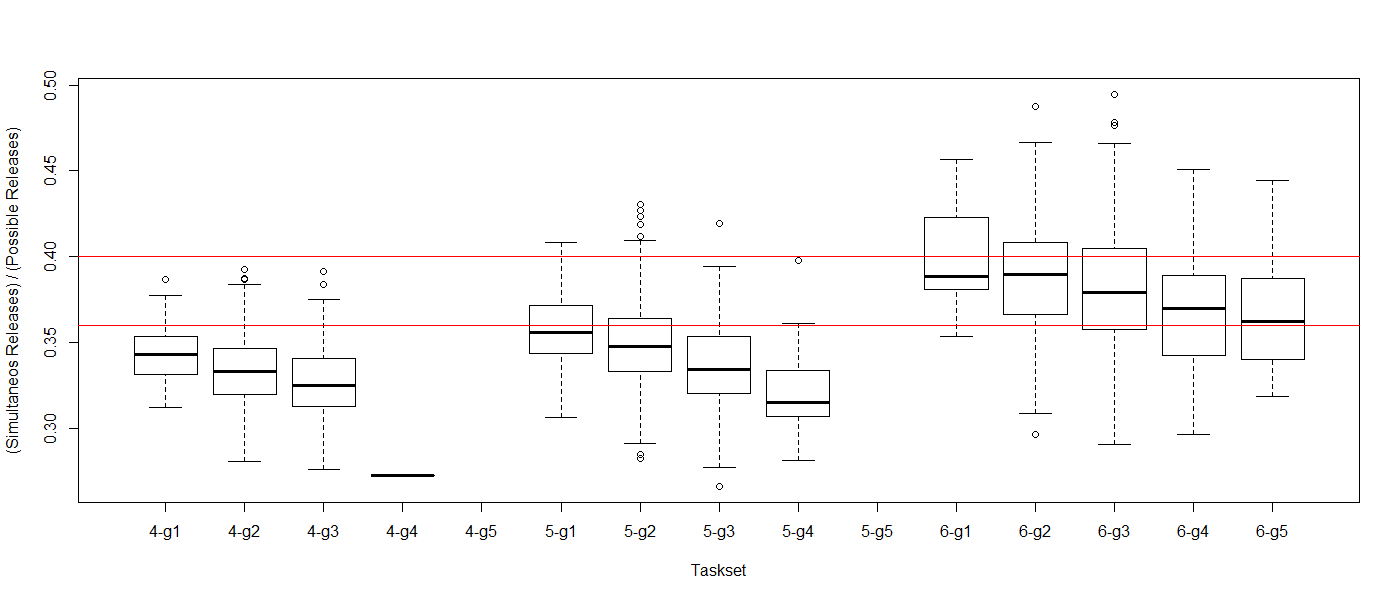 (Simultaneos Releases) / (Possible Releases)
0.50
0.45
0.40
0.35
0.30
4-g1 4-g2 4-g3 4-g4 4-g5 5-g1 5-g2 5-g3 5-g4 5-g5 6-g1 6-g2 6-g3 6-g4 6-g5
Taskset